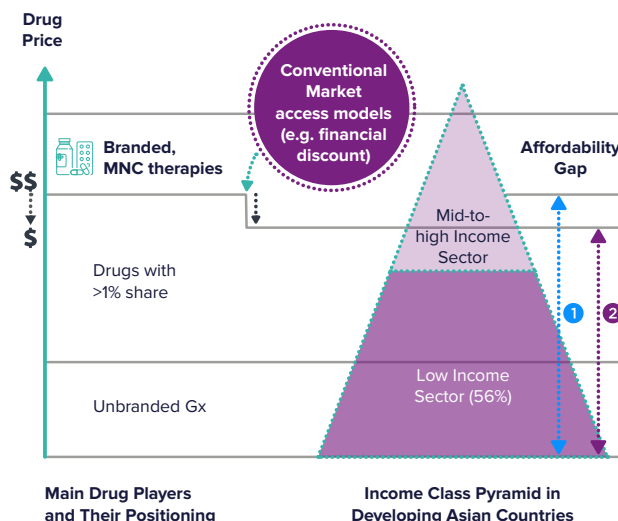 Drug
Price
Conventional
Market
access models
(e.g. financial
discount)
Branded,
MNC therapies
Affordability
Gap
$$
$
Mid-to-
high Income
Sector
Drugs with
>1% share
1
2
Low Income
Sector (56%)
Unbranded Gx
Main Drug Players
and Their Positioning
Income Class Pyramid in
Developing Asian Countries